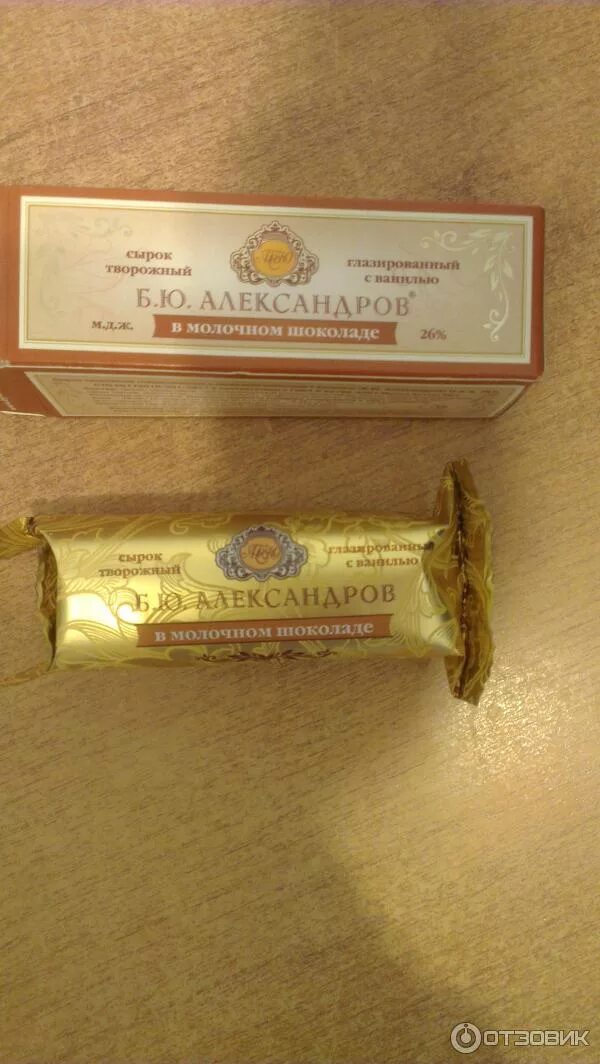 сырок
творожный
глазированный
с ванилью
Б.Ю. АЛЕКСАНДРОВ®
м.д.ж.
в молочном шоколаде
26%
сырок
творожный
глазированный
с ванилью
Б.Ю. АЛЕКСАНДРОВ
в молочном шоколаде
ОТЗОВИК